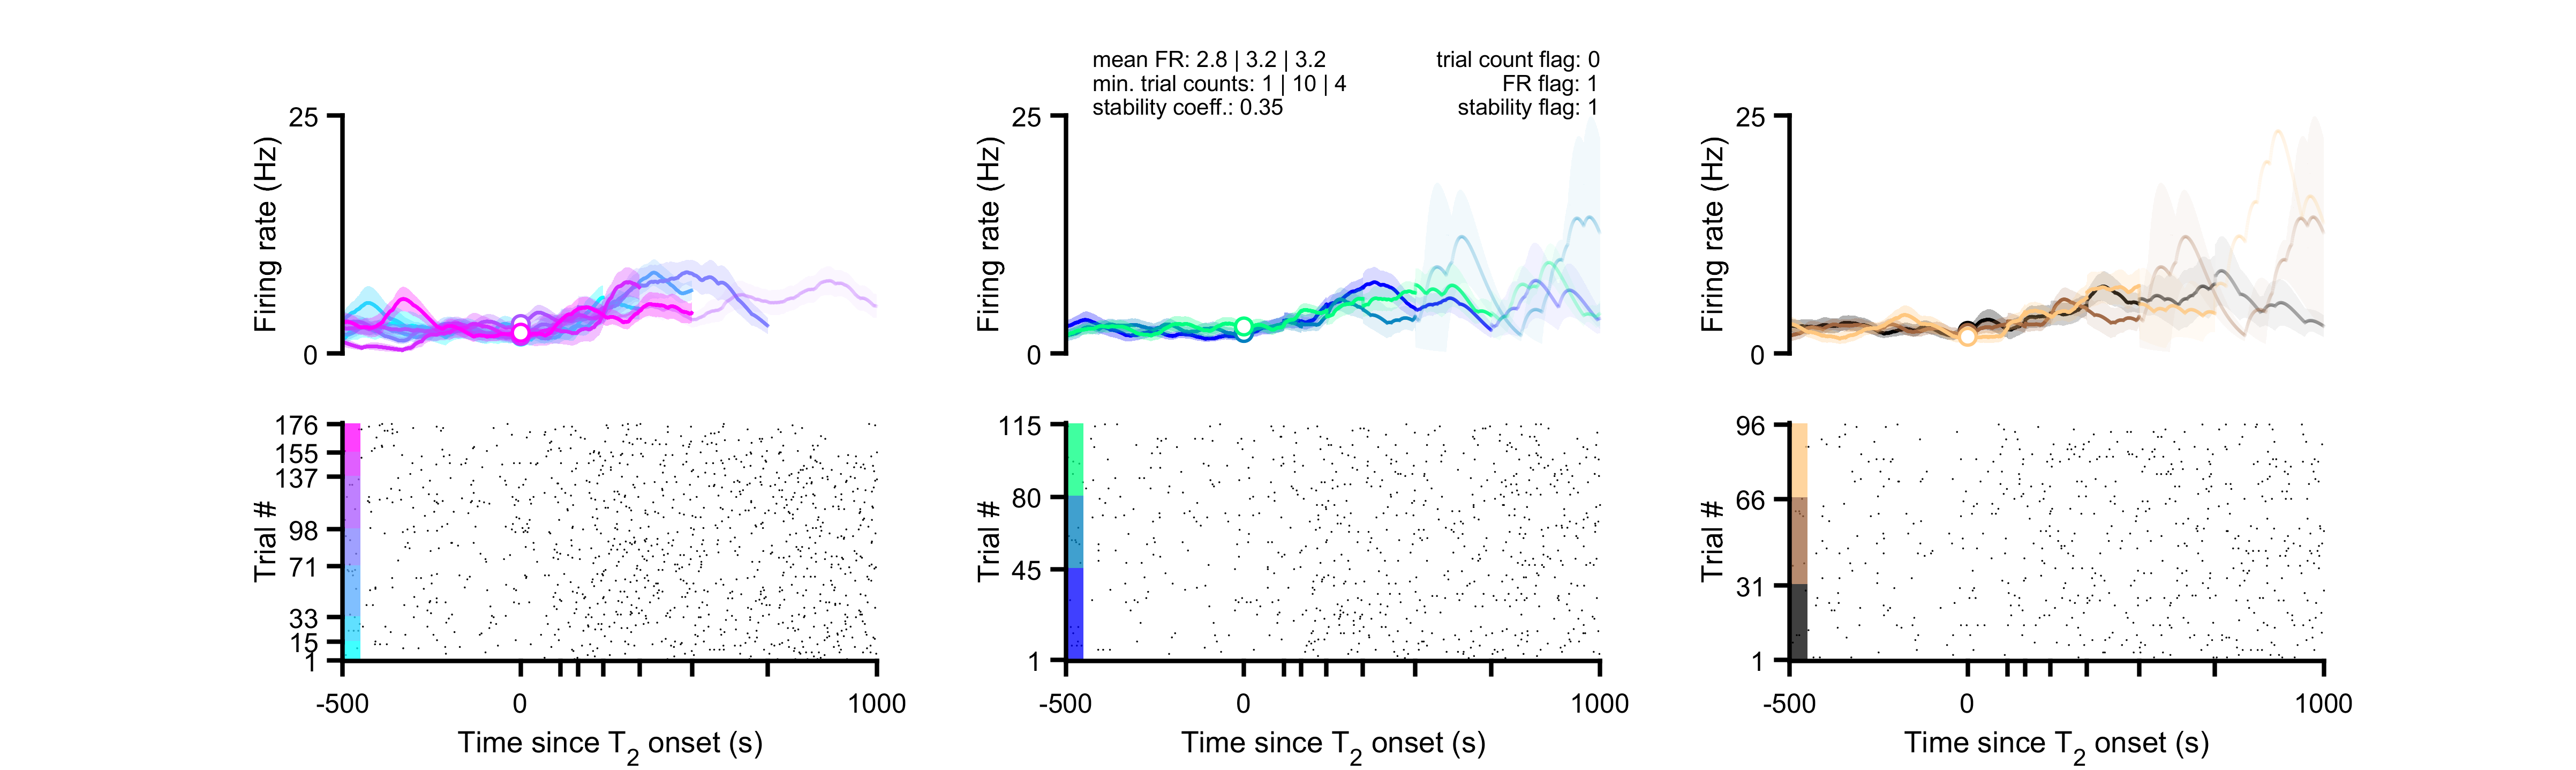 mean FR: 2.8 | 3.2 | 3.2
min. trial counts: 1 | 10 | 4
stability coeff.: 0.35
trial count flag: 0
FR flag: 1
stability flag: 1
25
0
Firing rate (Hz)
25
0
Firing rate (Hz)
25
0
Firing rate (Hz)
176
155
137
98
71
33
15
1
Trial #
-500
0
1000
Time since T2 onset (s)
115
80
45
1
Trial #
-500
0
1000
Time since T2 onset (s)
96
66
31
1
Trial #
-500
0
1000
Time since T2 onset (s)